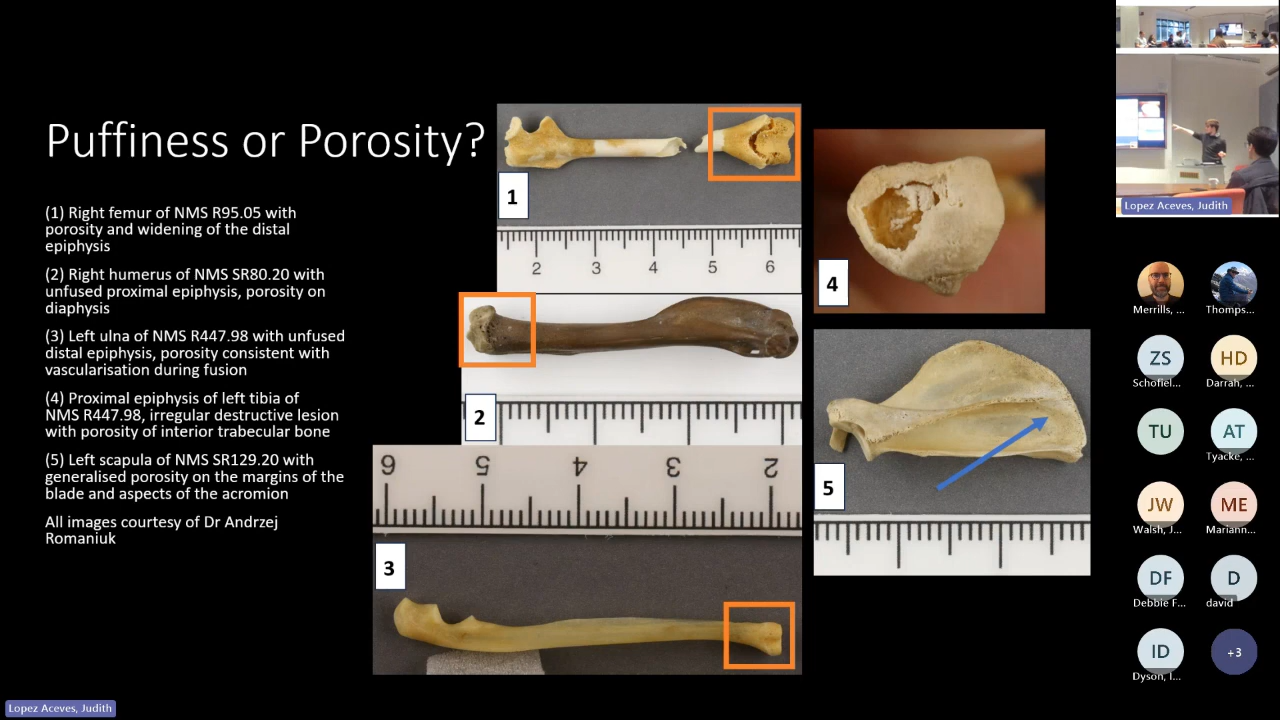 Puffiness or Porosity?
(1) Right femur of NMS R95.05 with
porosity and widening of the distal
epiphysis
(2) Right humerus of NMS SR80.20 with
unfused proximal epiphysis, porosity on
diaphysis
(3) Left ulna of NMS R447.98 with unfused
distal epiphysis, porosity consistent with
vascularisation during fusion
(4) Proximal epiphysis of left tibia of
NMS R447.98, irregular destructive lesion
with porosity of interior trabecular bone
(5) Left scapula of NMS SR129.20 with
generalised porosity on the margins of the
blade and aspects of the acromion
All images courtesy of Dr Andrzej
Romaniuk
1
2 3 4 5 6
2
6 5 4 3 2
3
4
5
Lopez Aceves, Judith
Merrills, ...
Thomps...
ZS
Schofiel...
HD
Darrah, ...
TU
AT
Tyacke, ...
JW
Walsh, J...
ME
Mariann...
DF
Debbie F...
D
david
ID
Dyson, I...
+3
Lopez Aceves, Judith